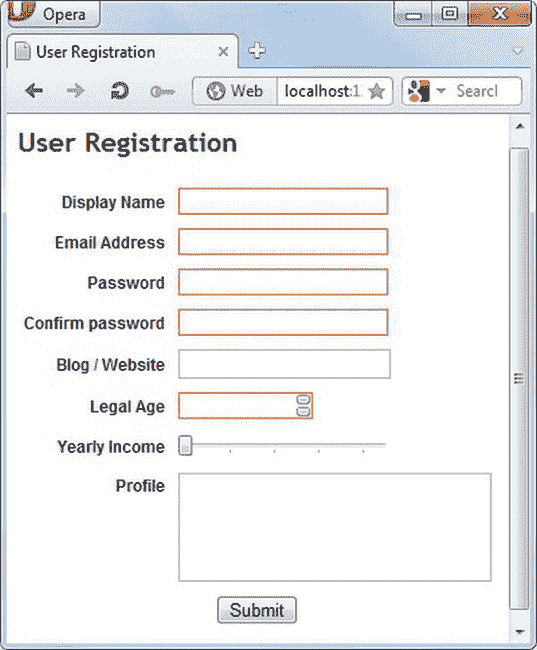 Opera
User Registration
Web localhost:1 Searcl
User Registration
Display Name
Email Address
Password
Confirm password
Blog / Website
Legal Age
Yearly Income
Profile
Submit